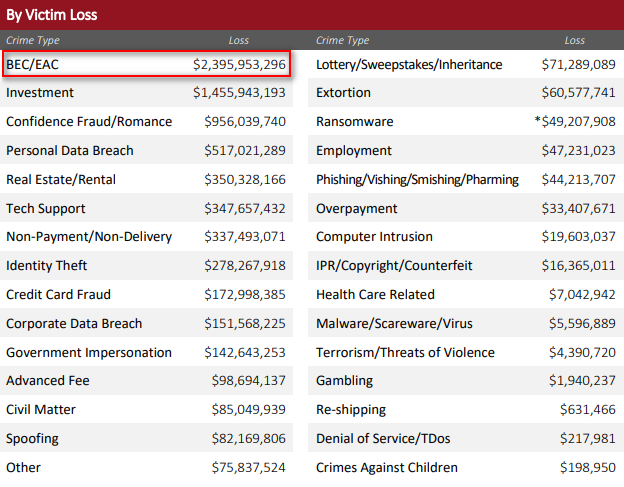 By Victim Loss
Crime Type Loss Crime Type Loss
BEC/EAC $2,395,953,296 Lottery/Sweepstakes/Inheritance $71,289,089
Investment $1,455,943,193 Extortion $60,577,741
Confidence Fraud/Romance $956,039,740 Ransomware *$49,207,908
Personal Data Breach $517,021,289 Employment $47,231,023
Real Estate/Rental $350,328,166 Phishing/Vishing/Smishing/Pharming $44,213,707
Tech Support $347,657,432 Overpayment $33,407,671
Non-Payment/Non-Delivery $337,493,071 Computer Intrusion $19,603,037
Identity Theft $278,267,918 IPR/Copyright/Counterfeit $16,365,011
Credit Card Fraud $172,998,385 Health Care Related $7,042,942
Corporate Data Breach $151,568,225 Malware/Scareware/Virus $5,596,889
Government Impersonation $142,643,253 Terrorism/Threats of Violence $4,390,720
Advanced Fee $98,694,137 Gambling $1,940,237
Civil Matter $85,049,939 Re-shipping $631,466
Spoofing $82,169,806 Denial of Service/TDos $217,981
Other $75,837,524 Crimes Against Children $198,950